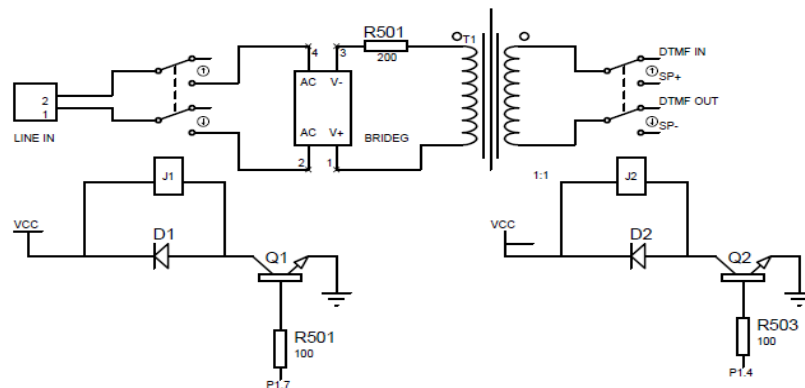 R501
200
T1
4
3
AC
V-
AC
V+
2
1
BRIDEG
2
1
LINE IN
1
1
DTMF IN
SP+
DTMF OUT
SP-
1:1
J1
VCC
D1
Q1
R501
100
P1.7
J2
VCC
D2
Q2
R503
100
P1.4